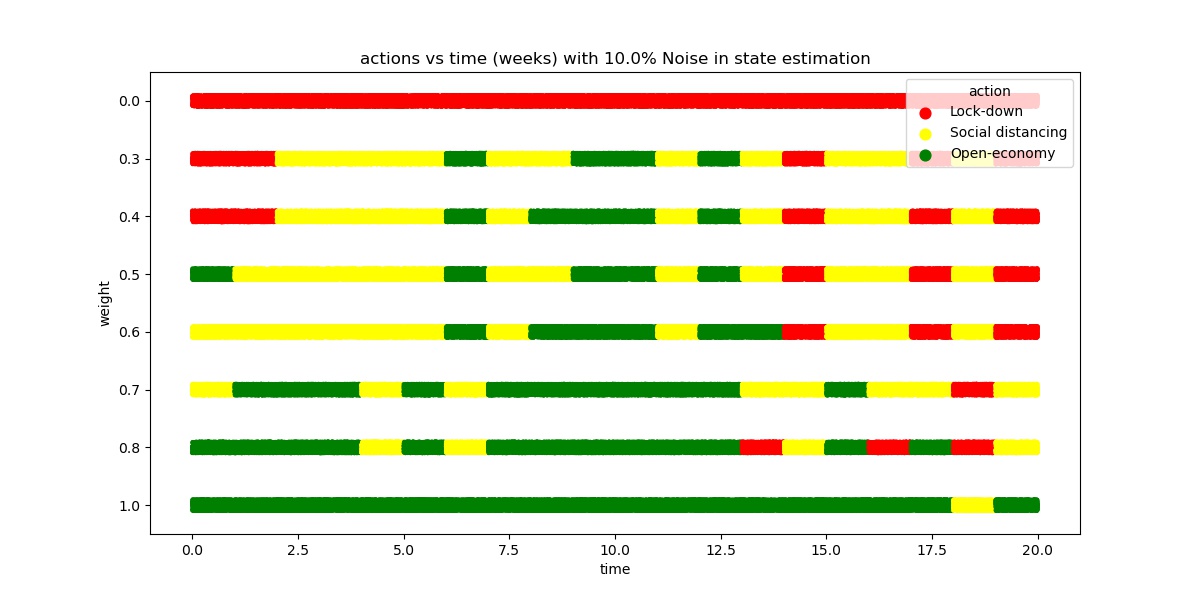 actions vs time (weeks) with 10.0% Noise in state estimation
action
Lock-down
Social distancing
Open-economy
weight
0.0
0.3
0.4
0.5
0.6
0.7
0.8
1.0
0.0 2.5 5.0 7.5 10.0 12.5 15.0 17.5 20.0
time